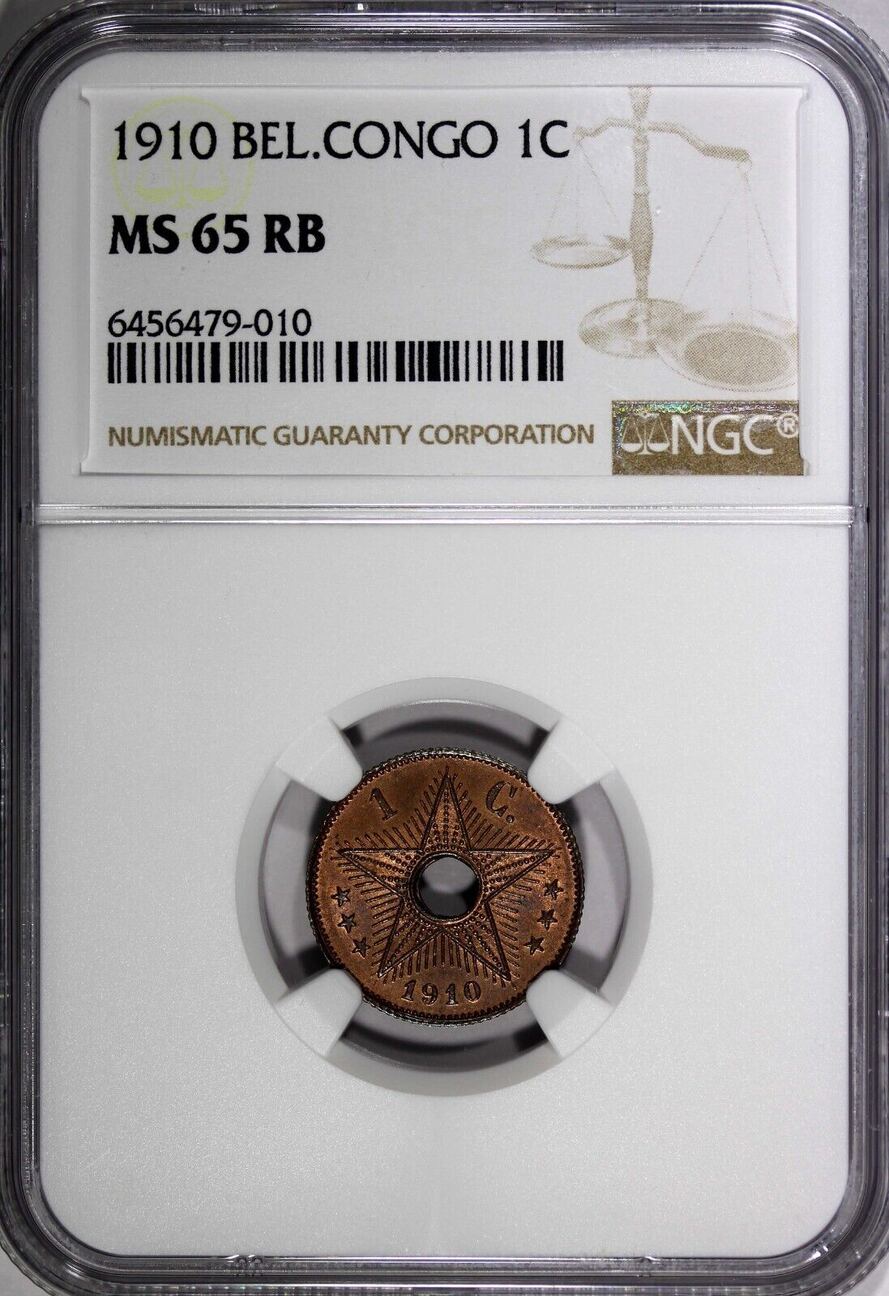 1910 BEL.CONGO 1C
MS 65 RB
6456479-010
NUMISMATIC GUARANTY CORPORATION
NGC®
1 C.
1910